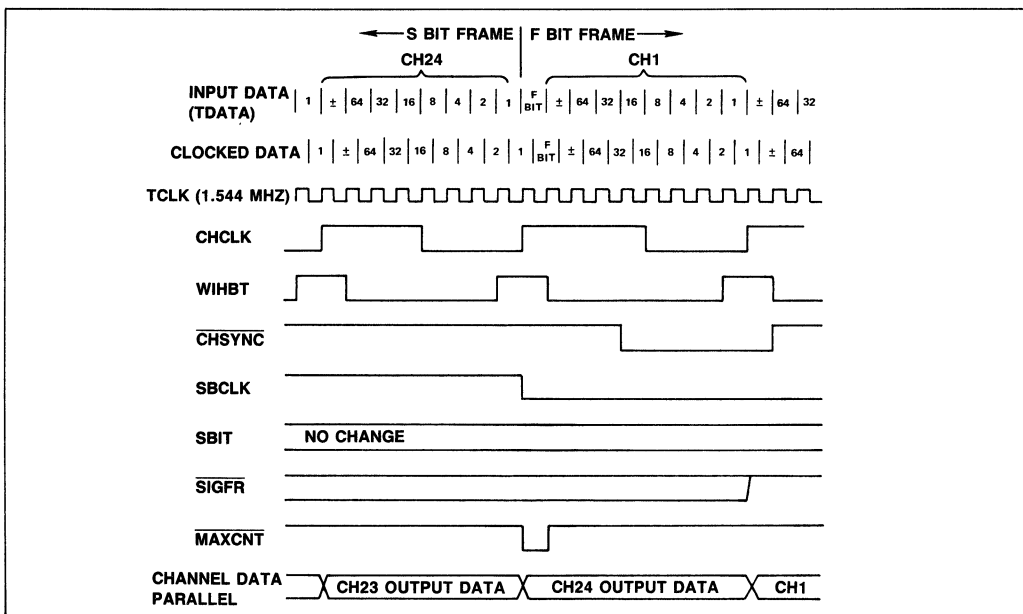 S BIT FRAME | F BIT FRAME
CH24 CH1
INPUT DATA (TDATA) | 1 | ± | 64 | 32 | 16 | 8 | 4 | 2 | 1 | F BIT | ± | 64 | 32 | 16 | 8 | 4 | 2 | 1 | ± | 64 | 32
CLOCKED DATA | 1 | ± | 64 | 32 | 16 | 8 | 4 | 2 | 1 | F BIT | ± | 64 | 32 | 16 | 8 | 4 | 2 | 1 | ± | 64 |
TCLK (1.544 MHZ)
CHCLK
WIHBT
CHSYNC
SBCLK
SBIT NO CHANGE
SIGFR
MAXCNT
CHANNEL DATA PARALLEL CH23 OUTPUT DATA CH24 OUTPUT DATA CH1